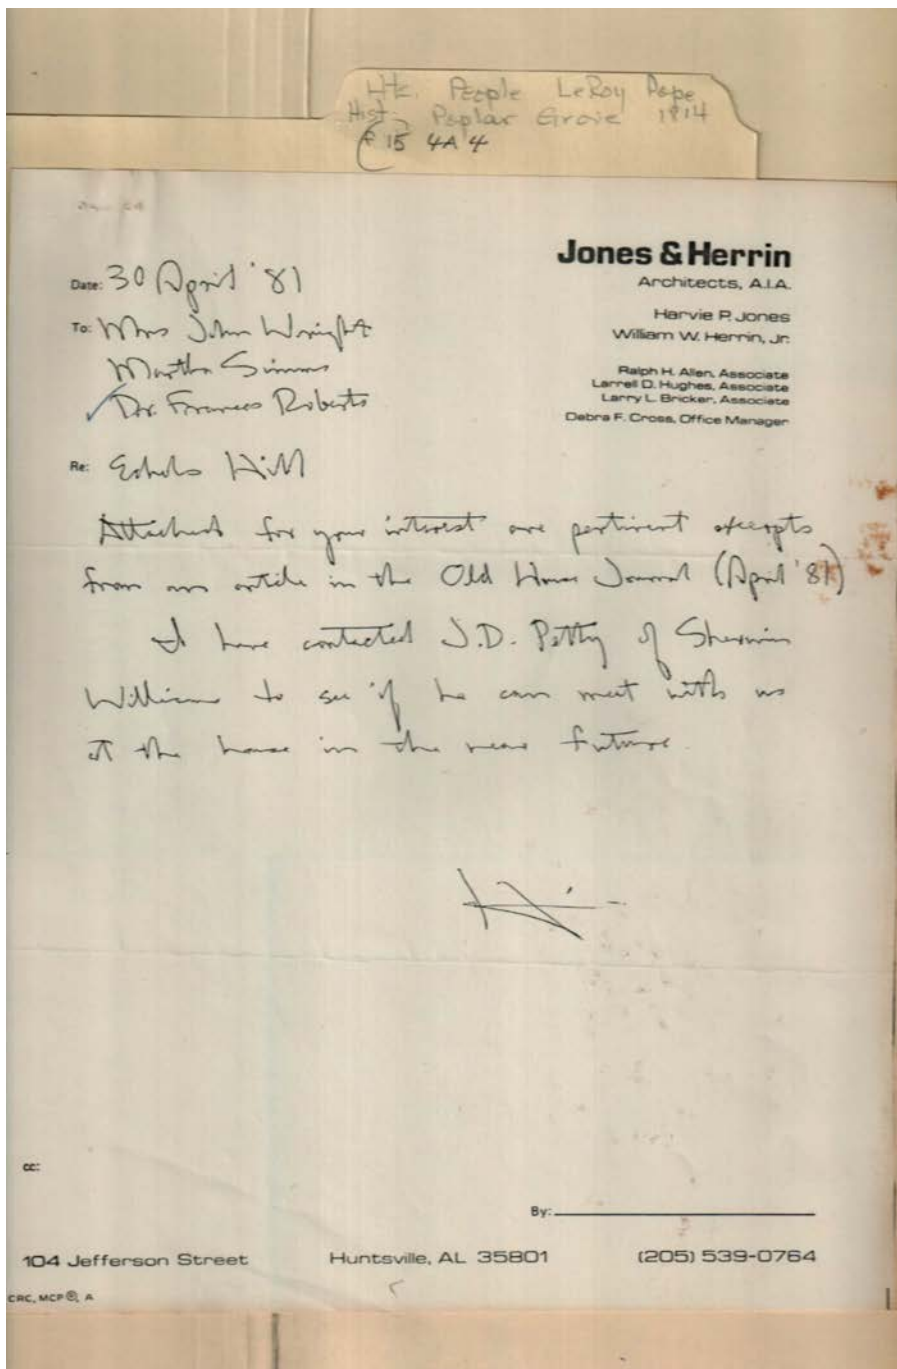 Hts. People LeRoy Pope
Hist. Poplar Grove 1814
F 15 4A 4
Jones & Herrin
Architects, A.I.A.
Harvie P. Jones
William W. Herrin, Jr.
Ralph H. Allen, Associate
Larrell D. Hughes, Associate
Larry L. Bricker, Associate
Debra F. Cross, Office Manager
Date: 30 April '81
To: Mrs John Wright
Martha Simms
✓Dr. Frances Roberts
Re: Echols Hill
Attached for your interest are pertinent excerpts
from an article in the Old House Journal (April '81)
I have contacted J.D. Petty of Sherwin
Williams to see if he can meet with us
at the house in the near future.
cc:
By:
104 Jefferson Street Huntsville, AL 35801 (205) 539-0764
CRC, MCP®, A